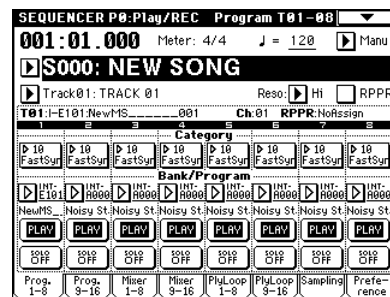 SEQUENCER P0:Play/REC Program T01-08
001:01.000 Meter: 4/4 ♩ = 120 Manu
S000: NEW SONG
Track01: TRACK 01 Reso: Hi RPPR
T01:I-E101:NewMS______001 Ch:01 RPPR:NoAssign
1 2 3 4 5 6 7 8
Category
10 10 10 10 10 10 10 10
FastSyn FastSyn FastSyn FastSyn FastSyn FastSyn FastSyn FastSyn
Bank/Program
INT- INT- INT- INT- INT- INT- INT- INT-
E101 A000 A000 A000 A000 A000 A000 A000
NewMS__ Noisy St Noisy St Noisy St Noisy St Noisy St Noisy St Noisy St
PLAY PLAY PLAY PLAY PLAY PLAY PLAY PLAY
SOLO SOLO SOLO SOLO SOLO SOLO SOLO SOLO
OFF OFF OFF OFF OFF OFF OFF OFF
Prog. Prog. Mixer Mixer PlyLoop PlyLoop Sampling Prefe-
1-8 9-16 1-8 9-16 1-8 9-16 rence